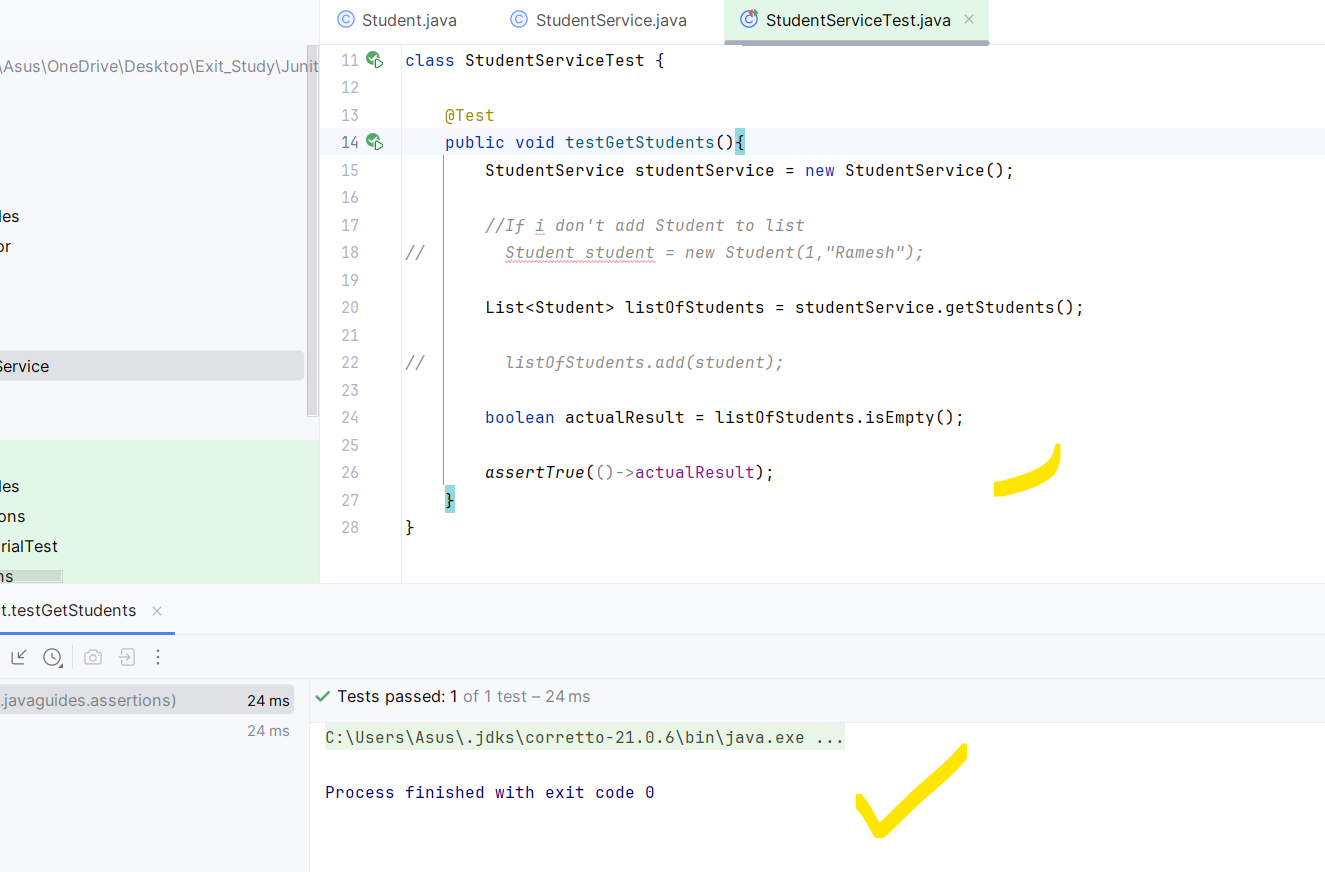 Student.java StudentService.java StudentServiceTest.java
\Asus\OneDrive\Desktop\Exit_Study\Junit
11 class StudentServiceTest {
12
13 @Test
14 public void testGetStudents(){
15 StudentService studentService = new StudentService();
16
17 //If i don't add Student to list
18 // Student student = new Student(1,"Ramesh");
19
20 List<Student> listOfStudents = studentService.getStudents();
21
22 // listOfStudents.add(student);
23
24 boolean actualResult = listOfStudents.isEmpty();
25
26 assertTrue(()->actualResult);
27 }
28 }
les
or
Service
les
ons
rialTest
ns
t.testGetStudents
.javaguides.assertions) 24 ms
24 ms
Tests passed: 1 of 1 test – 24 ms
C:\Users\Asus\.jdks\corretto-21.0.6\bin\java.exe ...
Process finished with exit code 0